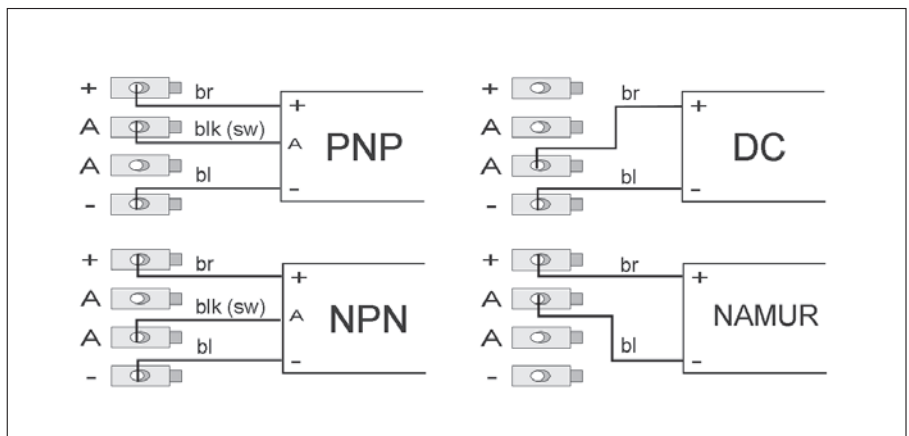 + br +
A blk (sw) A PNP
A bl
- -
+ br +
A DC
A bl
- -
+ br +
A blk (sw) A NPN
A bl
- -
+ br +
A NAMUR
A bl
- -